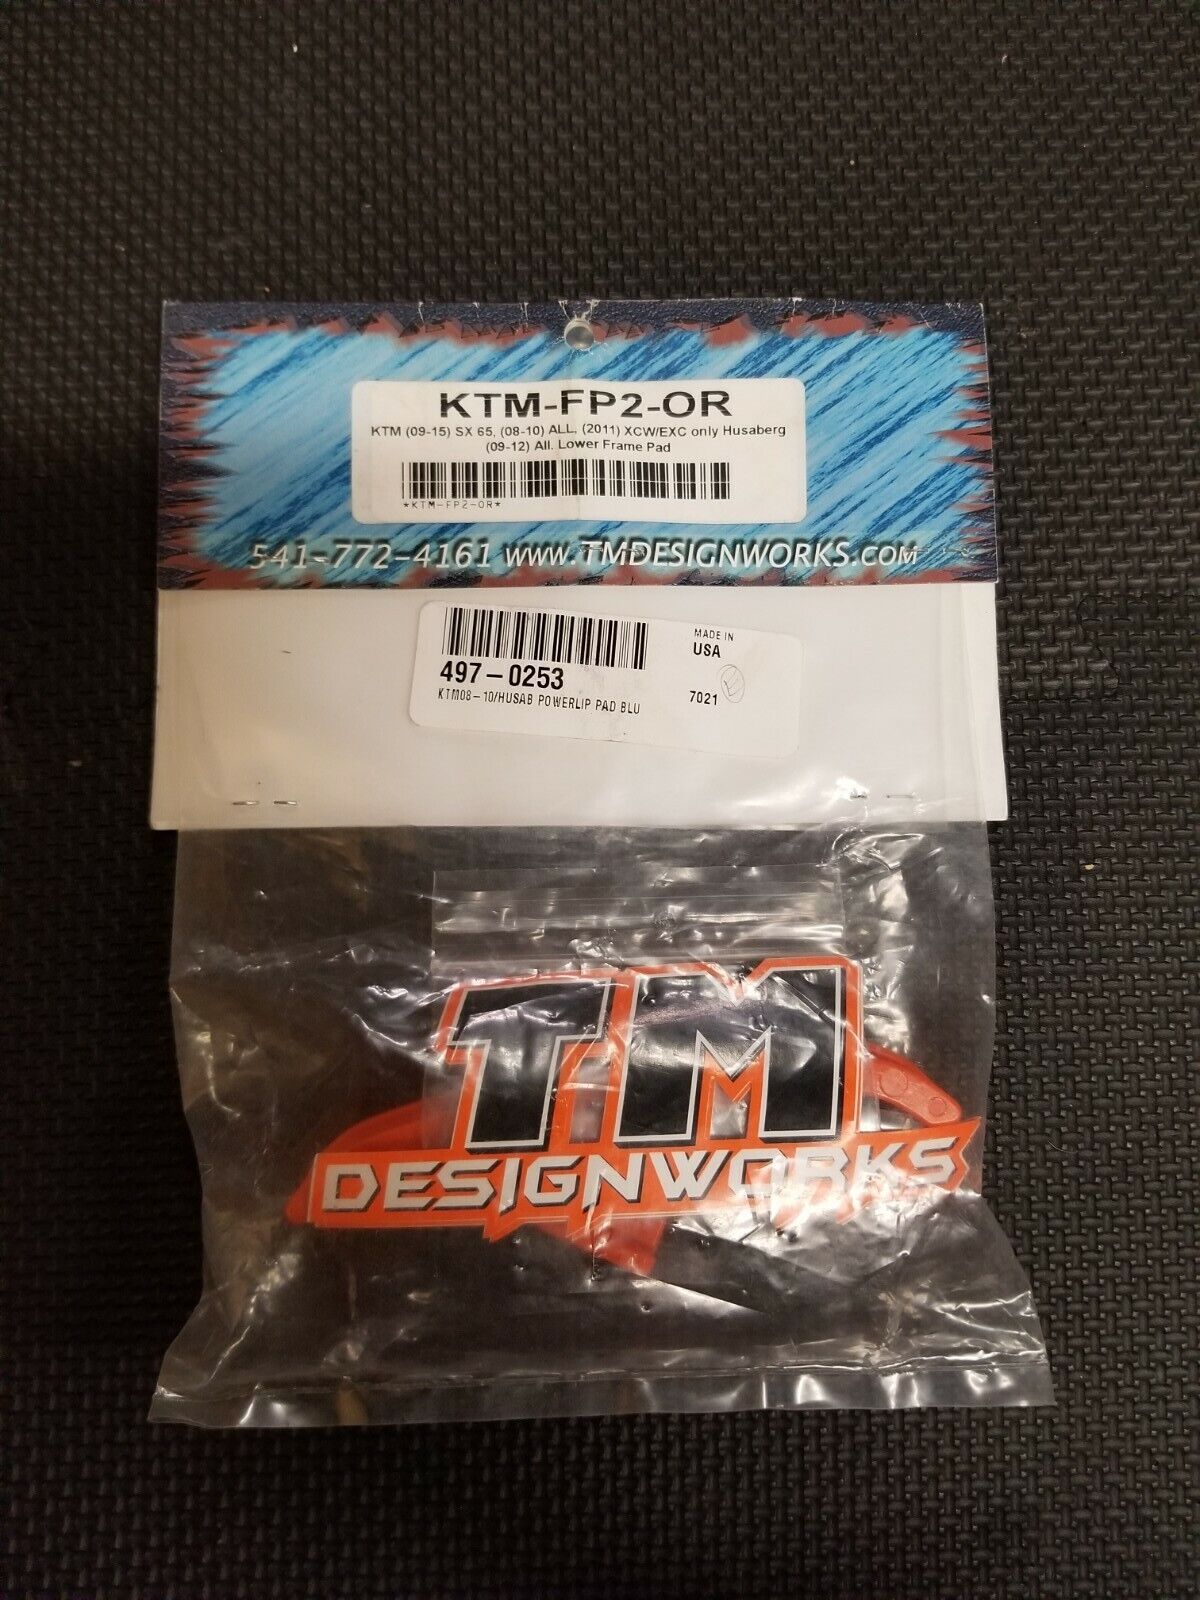 KTM-FP2-OR
KTM (09-15) SX 65, (08-10) ALL, (2011) XCW/EXC only Husaberg
(09-12) All. Lower Frame Pad
*KTM-FP2-OR*
541-772-4161 www.TMDESIGNWORKS.com
MADE IN
USA
497-0253
KTM08-10/HUSAB POWERLIP PAD BLU
7021
TM
DESIGNWORKS